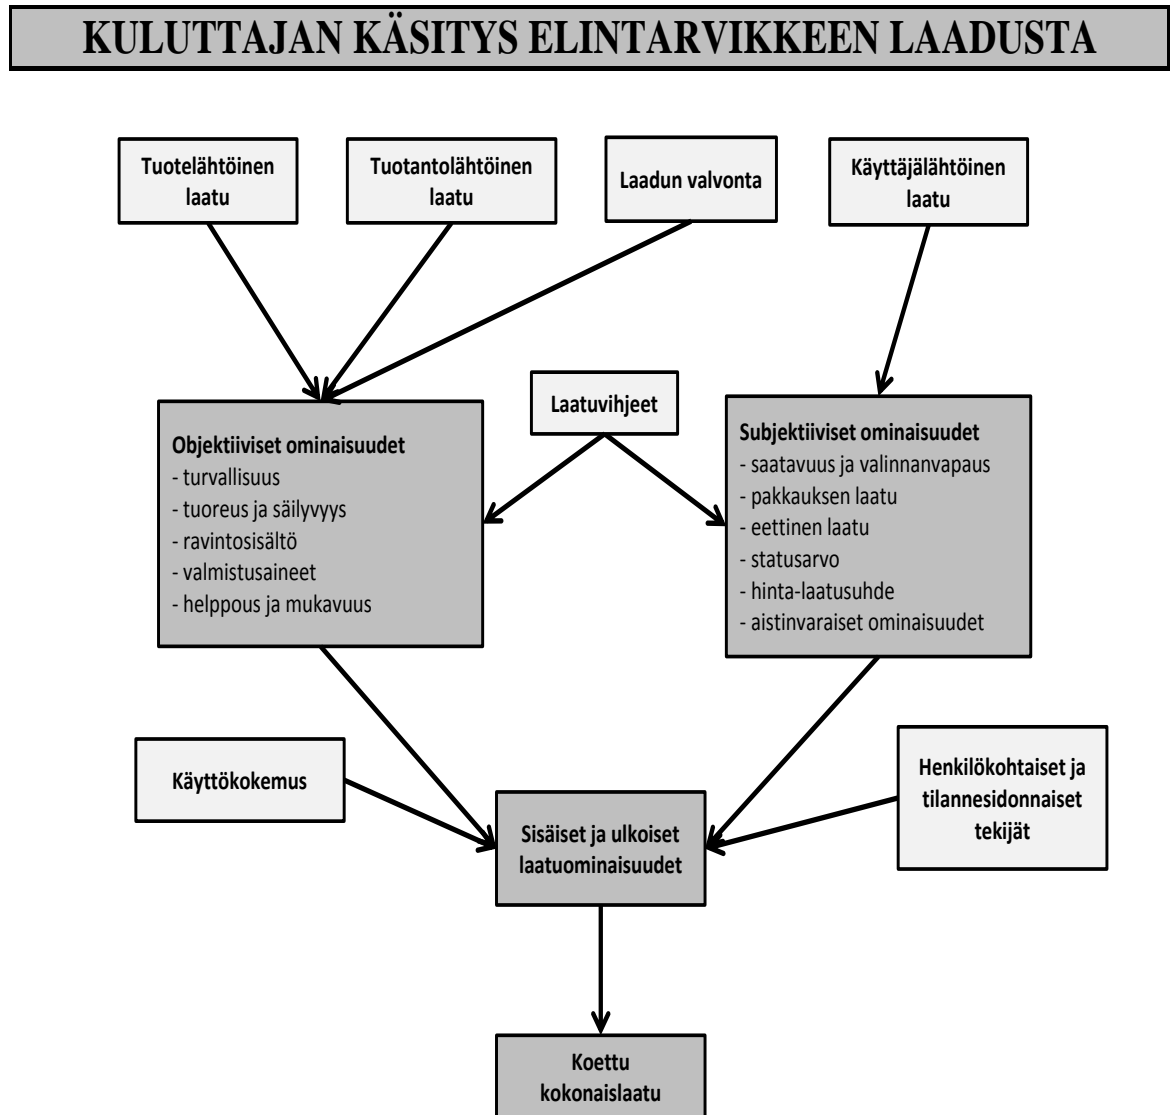 KULUTTAJAN KÄSITYS ELINTARVIKKEEN LAADUSTA
Tuotelähtöinen
laatu
Tuotantolähtöinen
laatu
Laadun valvonta
Käyttäjälähtöinen
laatu
Laatuvihjeet
Objektiiviset ominaisuudet
- turvallisuus
- tuoreus ja säilyvyys
- ravintosisältö
- valmistusaineet
- helppous ja mukavuus
Subjektiiviset ominaisuudet
- saatavuus ja valinnanvapaus
- pakkauksen laatu
- eettinen laatu
- statusarvo
- hinta-laatusuhde
- aistinvaraiset ominaisuudet
Käyttökokemus
Henkilökohtaiset ja
tilannesidonnaiset
tekijät
Sisäiset ja ulkoiset
laatuominaisuudet
Koettu
kokonaislaatu